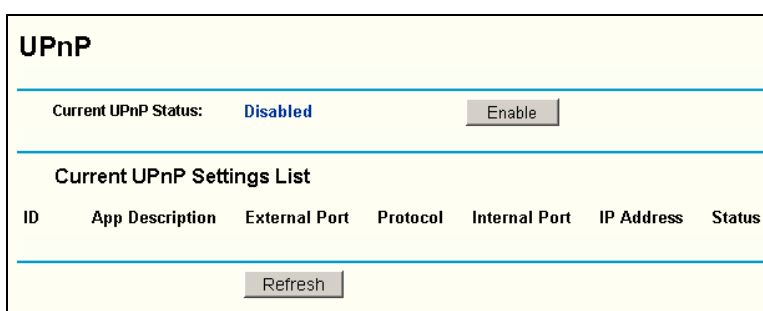 UPnP
Current UPnP Status: Disabled Enable
Current UPnP Settings List
ID App Description External Port Protocol Internal Port IP Address Status
Refresh